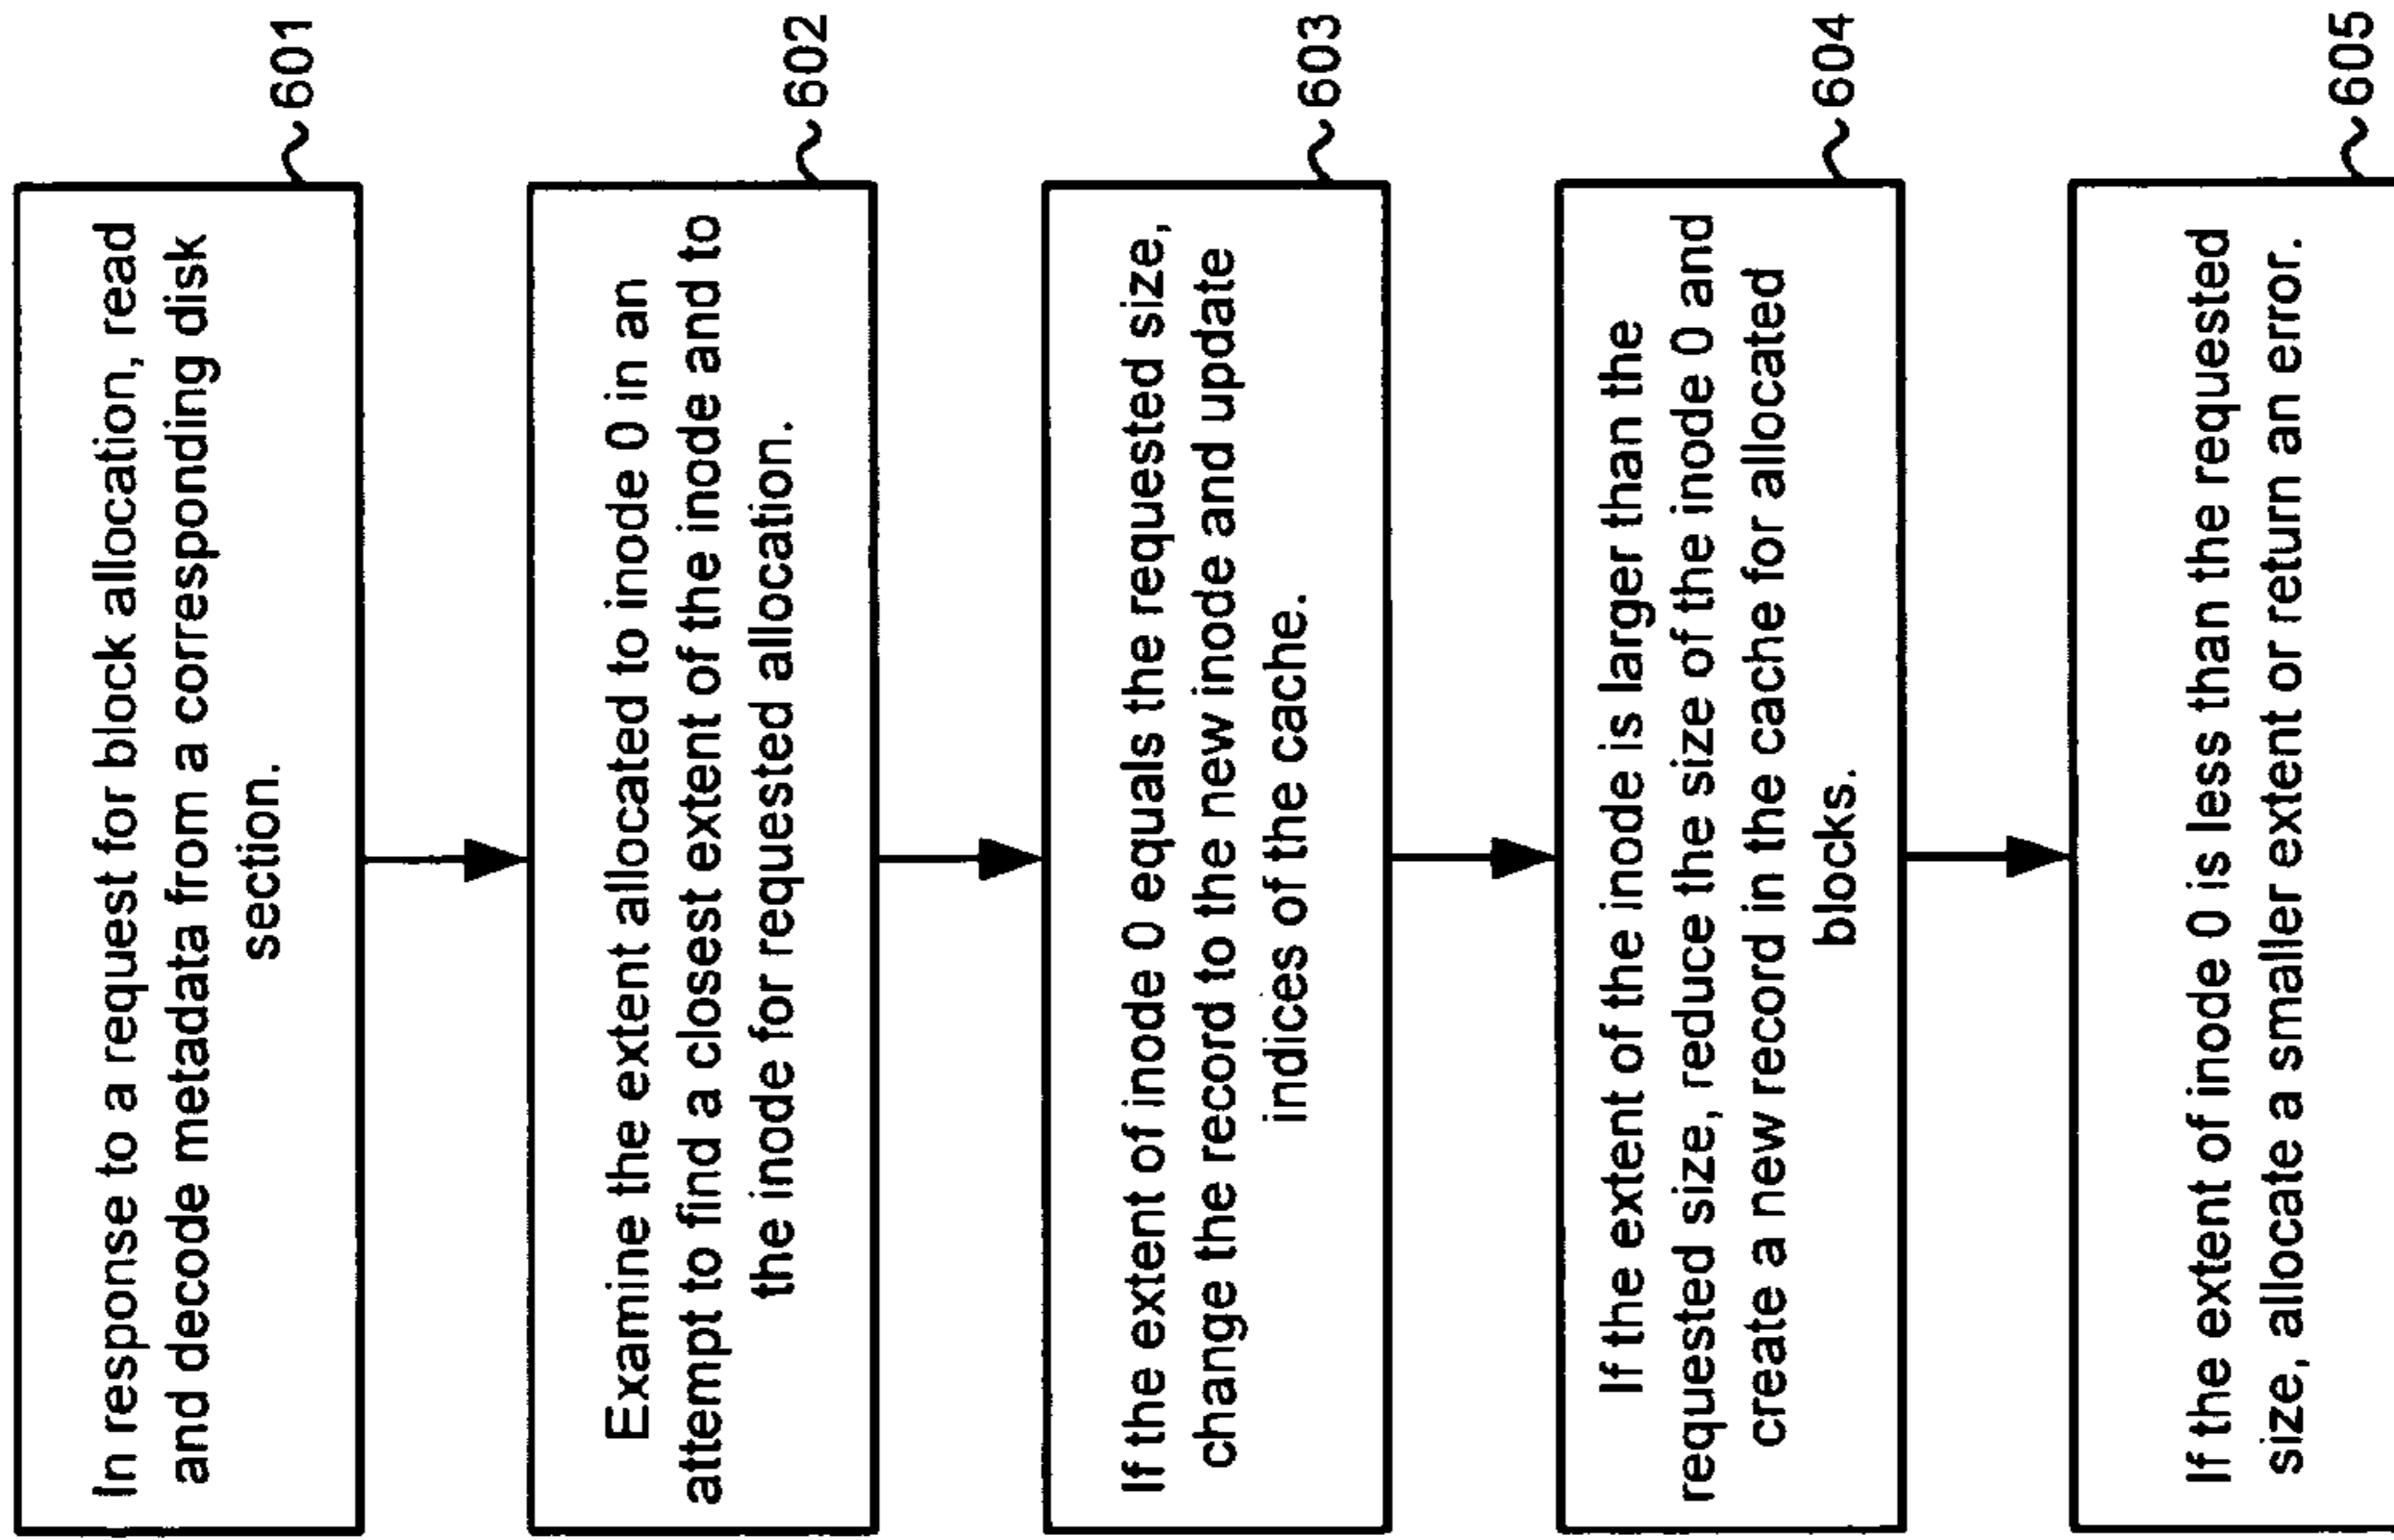 In response to a request for block allocation, read
and decode metadata from a corresponding disk
section.
601
Examine the extent allocated to inode 0 in an
attempt to find a closest extent of the inode and to
the inode for requested allocation.
602
If the extent of inode 0 equals the requested size,
change the record to the new inode and update
indices of the cache.
603
If the extent of the inode is larger than the
requested size, reduce the size of the inode 0 and
create a new record in the cache for allocated
blocks.
604
If the extent of inode 0 is less than the requested
size, allocate a smaller extent or return an error.
605